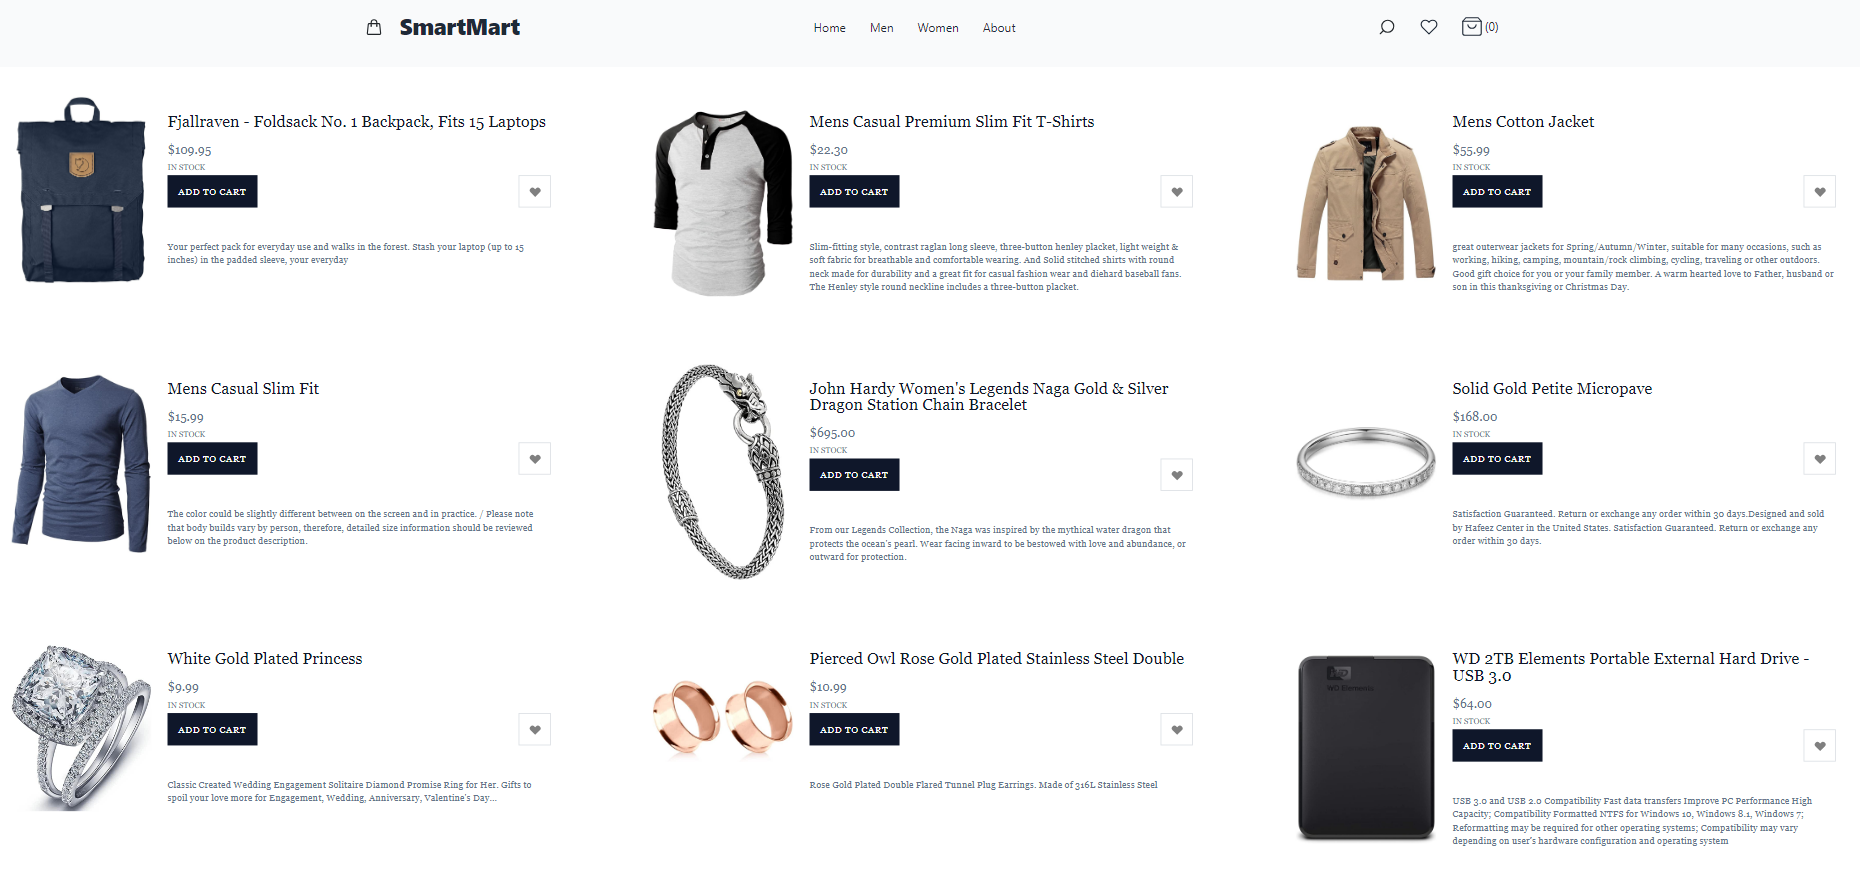 SmartMart
Home Men Women About
(0)
Fjallraven - Foldsack No. 1 Backpack, Fits 15 Laptops
$109.95
IN STOCK
ADD TO CART
Your perfect pack for everyday use and walks in the forest. Stash your laptop (up to 15
inches) in the padded sleeve, your everyday
Mens Casual Premium Slim Fit T-Shirts
$22.30
IN STOCK
ADD TO CART
Slim-fitting style, contrast raglan long sleeve, three-button henley placket, light weight &
soft fabric for breathable and comfortable wearing. And Solid stitched shirts with round
neck made for durability and a great fit for casual fashion wear and diehard baseball fans.
The Henley style round neckline includes a three-button placket.
Mens Cotton Jacket
$55.99
IN STOCK
ADD TO CART
great outerwear jackets for Spring/Autumn/Winter, suitable for many occasions, such as
working, hiking, camping, mountain/rock climbing, cycling, traveling or other outdoors.
Good gift choice for you or your family member. A warm hearted love to Father, husband or
son in this thanksgiving or Christmas Day.
Mens Casual Slim Fit
$15.99
IN STOCK
ADD TO CART
The color could be slightly different between on the screen and in practice. / Please note
that body builds vary by person, therefore, detailed size information should be reviewed
below on the product description.
John Hardy Women's Legends Naga Gold & Silver
Dragon Station Chain Bracelet
$695.00
IN STOCK
ADD TO CART
From our Legends Collection, the Naga was inspired by the mythical water dragon that
protects the ocean's pearl. Wear facing inward to be bestowed with love and abundance, or
outward for protection.
Solid Gold Petite Micropave
$168.00
IN STOCK
ADD TO CART
Satisfaction Guaranteed. Return or exchange any order within 30 days.Designed and sold
by Hafeez Center in the United States. Satisfaction Guaranteed. Return or exchange any
order within 30 days.
White Gold Plated Princess
$9.99
IN STOCK
ADD TO CART
Classic Created Wedding Engagement Solitaire Diamond Promise Ring for Her. Gifts to
spoil your love more for Engagement, Wedding, Anniversary, Valentine's Day...
Pierced Owl Rose Gold Plated Stainless Steel Double
$10.99
IN STOCK
ADD TO CART
Rose Gold Plated Double Flared Tunnel Plug Earrings. Made of 316L Stainless Steel
WD Elements
WD 2TB Elements Portable External Hard Drive -
USB 3.0
$64.00
IN STOCK
ADD TO CART
USB 3.0 and USB 2.0 Compatibility Fast data transfers Improve PC Performance High
Capacity; Compatibility Formatted NTFS for Windows 10, Windows 8.1, Windows 7;
Reformatting may be required for other operating systems; Compatibility may vary
depending on user's hardware configuration and operating system